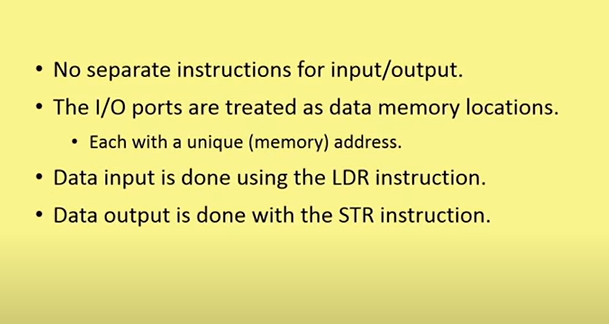 • No separate instructions for input/output.
• The I/O ports are treated as data memory locations.
• Each with a unique (memory) address.
• Data input is done using the LDR instruction.
• Data output is done with the STR instruction.